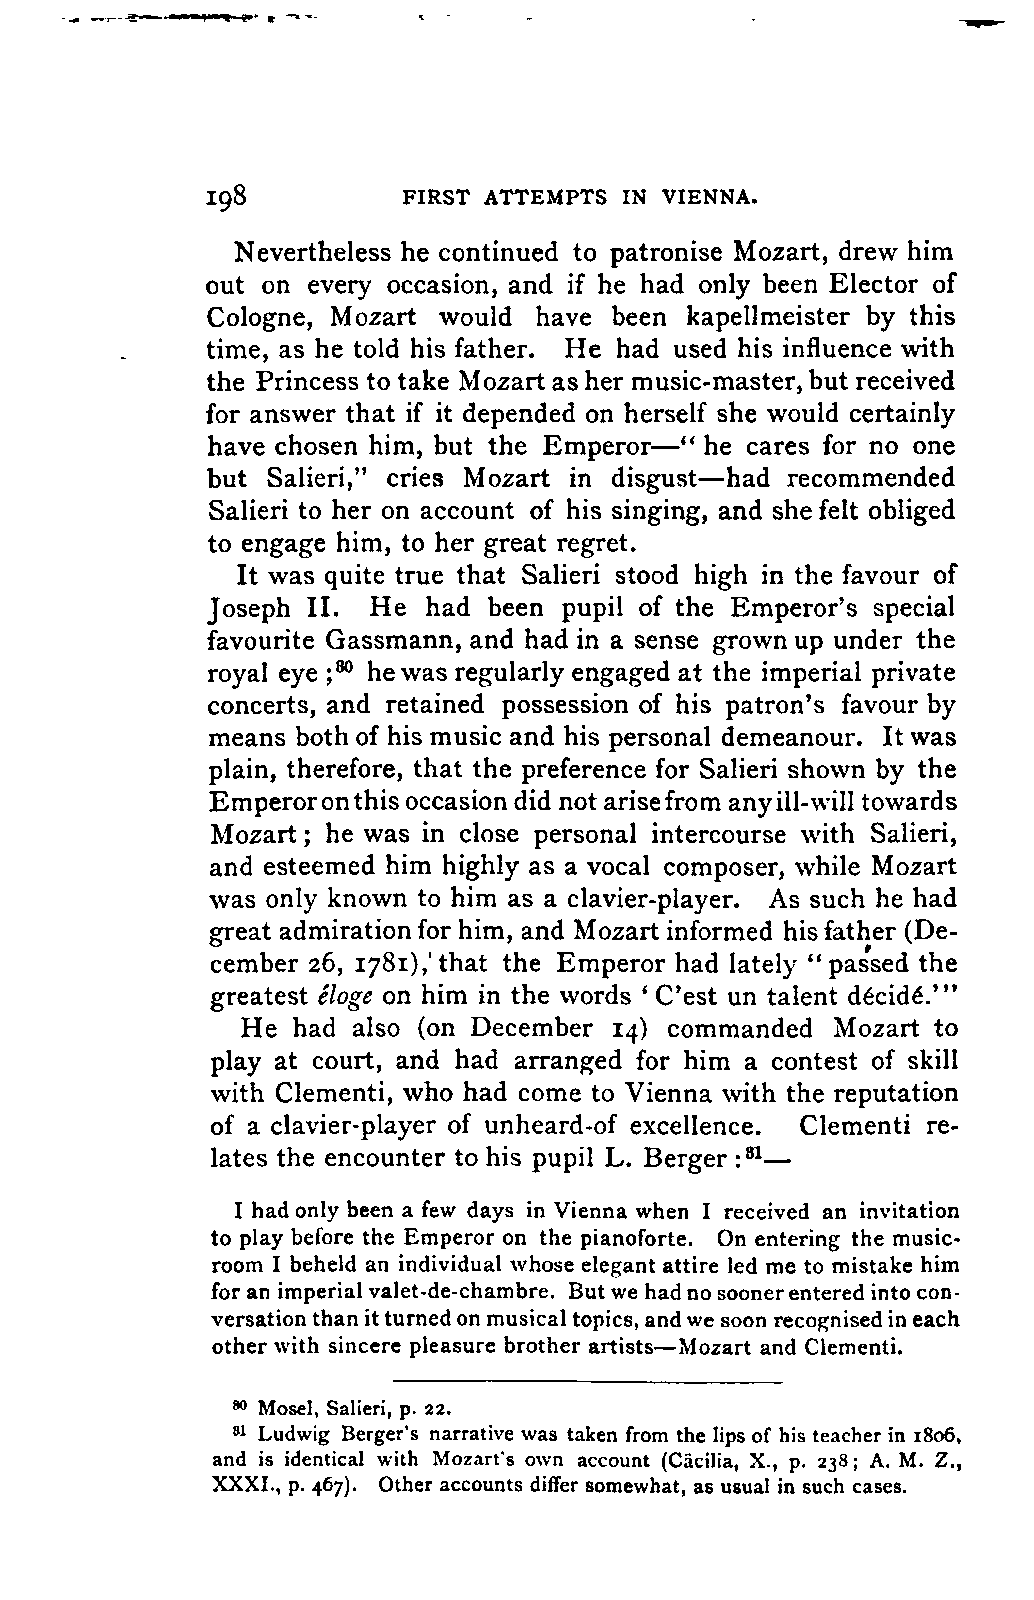 198 FIRST ATTEMPTS IN VIENNA.
Nevertheless he continued to patronise Mozart, drew him
out on every occasion, and if he had only been Elector of
Cologne, Mozart would have been kapellmeister by this
time, as he told his father. He had used his influence with
the Princess to take Mozart as her music-master, but received
for answer that if it depended on herself she would certainly
have chosen him, but the Emperor—“ he cares for no one
but Salieri,” cries Mozart in disgust—had recommended
Salieri to her on account of his singing, and she felt obliged
to engage him, to her great regret.
It was quite true that Salieri stood high in the favour of
Joseph II. He had been pupil of the Emperor’s special
favourite Gassmann, and had in a sense grown up under the
royal eye ;⁸⁰ he was regularly engaged at the imperial private
concerts, and retained possession of his patron’s favour by
means both of his music and his personal demeanour. It was
plain, therefore, that the preference for Salieri shown by the
Emperor on this occasion did not arise from any ill-will towards
Mozart ; he was in close personal intercourse with Salieri,
and esteemed him highly as a vocal composer, while Mozart
was only known to him as a clavier-player. As such he had
great admiration for him, and Mozart informed his father (De-
cember 26, 1781), that the Emperor had lately “ passed the
greatest éloge on him in the words ‘ C’est un talent décidé.’”
He had also (on December 14) commanded Mozart to
play at court, and had arranged for him a contest of skill
with Clementi, who had come to Vienna with the reputation
of a clavier-player of unheard-of excellence. Clementi re-
lates the encounter to his pupil L. Berger :⁸¹—
I had only been a few days in Vienna when I received an invitation
to play before the Emperor on the pianoforte. On entering the music-
room I beheld an individual whose elegant attire led me to mistake him
for an imperial valet-de-chambre. But we had no sooner entered into con-
versation than it turned on musical topics, and we soon recognised in each
other with sincere pleasure brother artists—Mozart and Clementi.
⁸⁰ Mosel, Salieri, p. 22.
⁸¹ Ludwig Berger’s narrative was taken from the lips of his teacher in 1806,
and is identical with Mozart’s own account (Cäcilia, X., p. 238; A. M. Z.,
XXXI., p. 467). Other accounts differ somewhat, as usual in such cases.